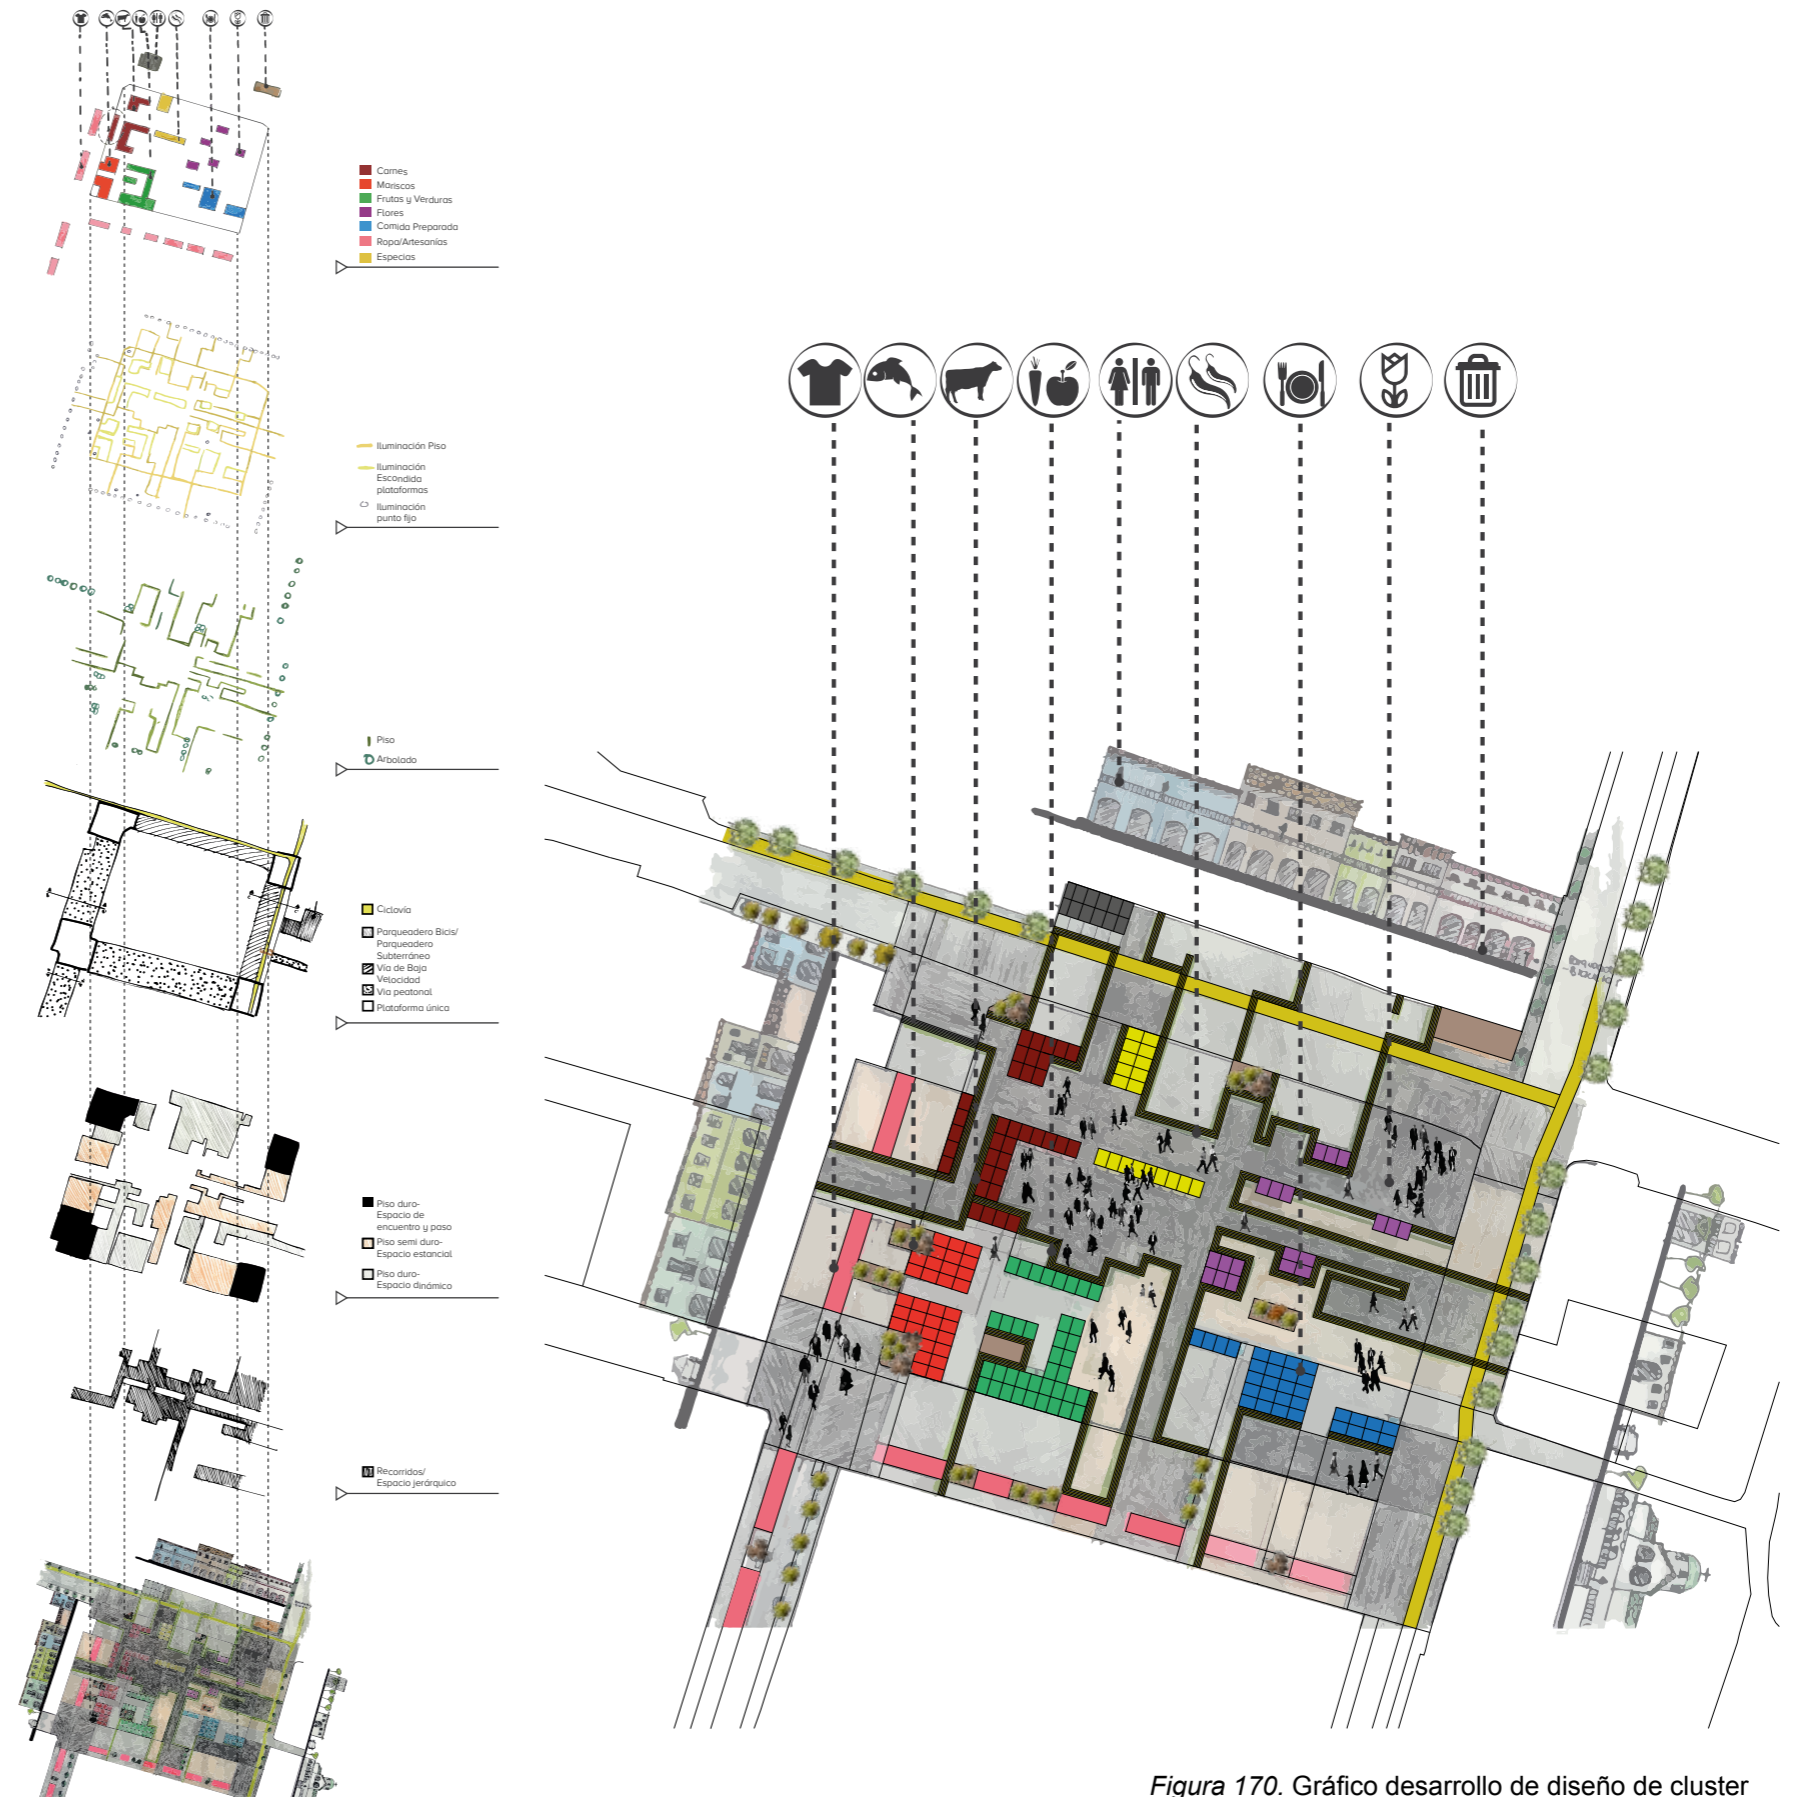 Carnes
Mariscos
Frutas y Verduras
Flores
Comida Preparada
Ropa/Artesanías
Especias
Iluminación Piso
Iluminación
Escondida
plataformas
Iluminación
punto fijo
Piso
Arbolado
Ciclovía
Parqueadero Bicis/
Parqueadero
Subterráneo
Vía de Baja
Velocidad
Vía peatonal
Plataforma única
Piso duro-
Espacio de
encuentro y paso
Piso semi duro-
Espacio estancial
Piso duro-
Espacio dinámico
Recorridos/
Espacio jerárquico
Figura 170. Gráfico desarrollo de diseño de cluster